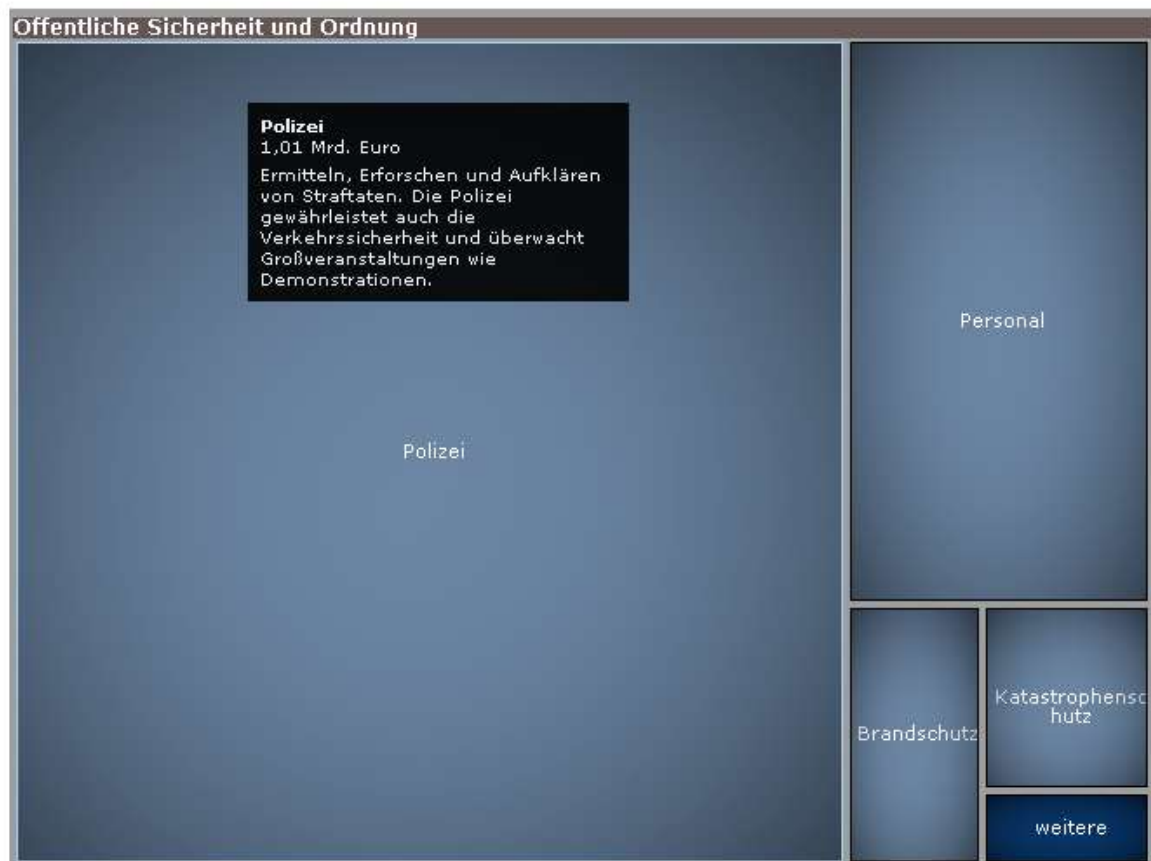 Öffentliche Sicherheit und Ordnung
Polizei
1,01 Mrd. Euro
Ermitteln, Erforschen und Aufklären
von Straftaten. Die Polizei
gewährleistet auch die
Verkehrssicherheit und überwacht
Großveranstaltungen wie
Demonstrationen.
Polizei
Personal
Brandschutz
Katastrophensc
hutz
weitere